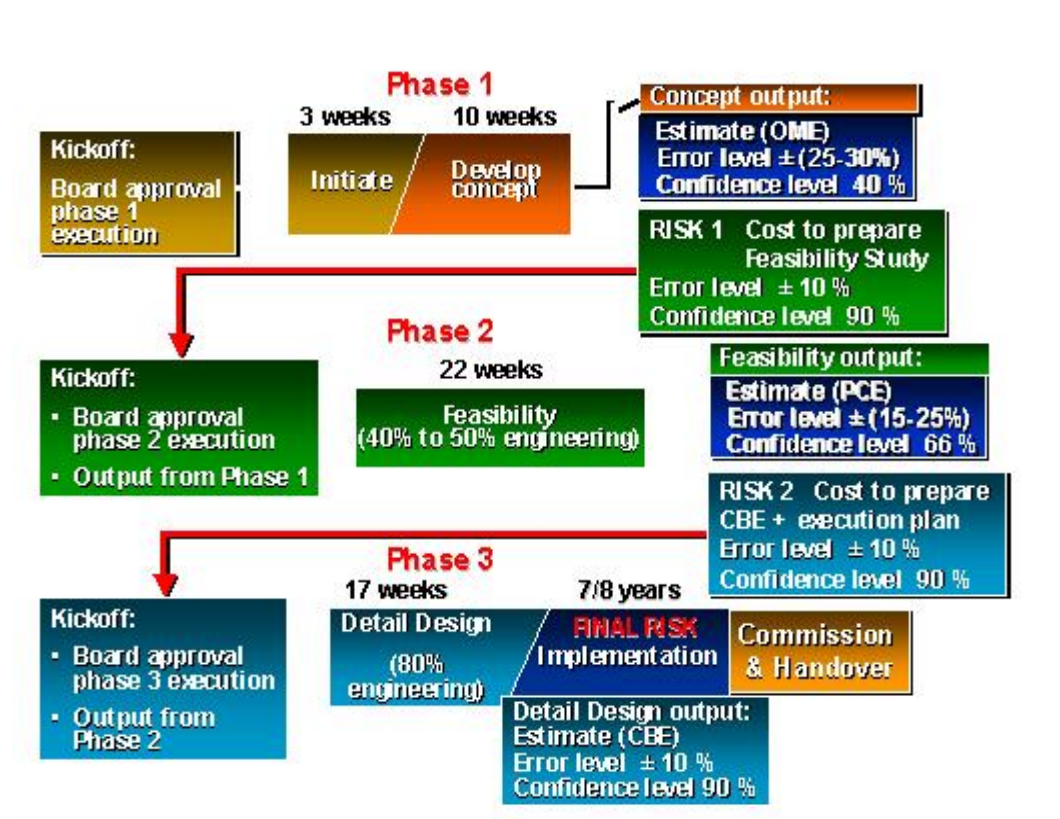 Phase 1
3 weeks
10 weeks
Kickoff:
Board approval
phase 1
execution
Initiate
Develop
concept
Concept output:
Estimate (OME)
Error level ± (25-30%)
Confidence level 40 %
RISK 1 Cost to prepare
Feasibility Study
Error level ± 10 %
Confidence level 90 %
Phase 2
22 weeks
Kickoff:
▪ Board approval
phase 2 execution
▪ Output from Phase 1
Feasibility
(40% to 50% engineering)
Feasibility output:
Estimate (PCE)
Error level ± (15-25%)
Confidence level 66 %
RISK 2 Cost to prepare
CBE + execution plan
Error level ± 10 %
Confidence level 90 %
Phase 3
17 weeks
7/8 years
Kickoff:
▪ Board approval
phase 3 execution
▪ Output from
Phase 2
Detail Design
(80%
engineering)
FINAL RISK
Implementation
Commission
& Handover
Detail Design output:
Estimate (CBE)
Error level ± 10 %
Confidence level 90 %